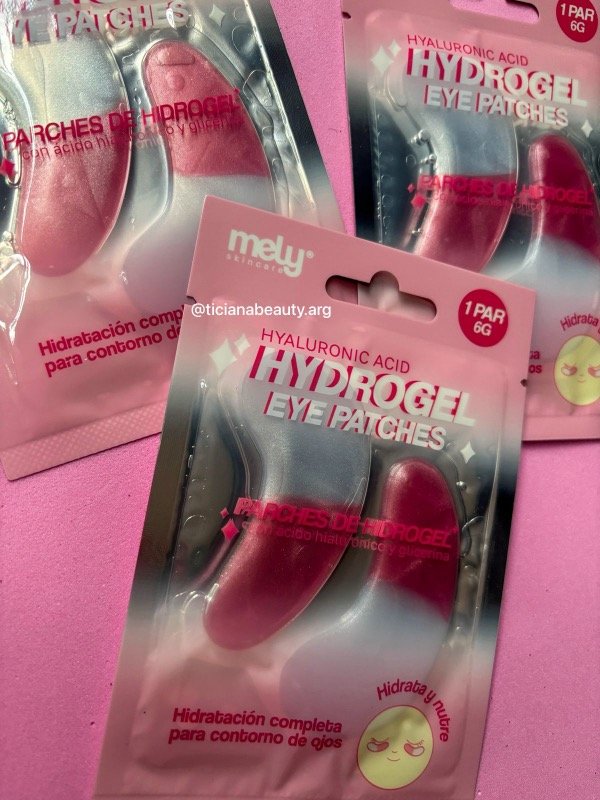 EYE PATCHES
PARCHES DE HIDROGEL
con ácido hialurónico y glicerina
Hidratación completa
para contorno de
1 PAR
6G
HYALURONIC ACID
HYDROGEL
EYE PATCHES
PARCHES DE HIDROGEL
Hidrata
ojos
@ticianabeauty.arg
mely®
skincare
1 PAR
6G
HYALURONIC ACID
HYDROGEL
EYE PATCHES
PARCHES DE HIDROGEL
con ácido hialurónico y glicerina
Hidrata y nutre
Hidratación completa
para contorno de ojos